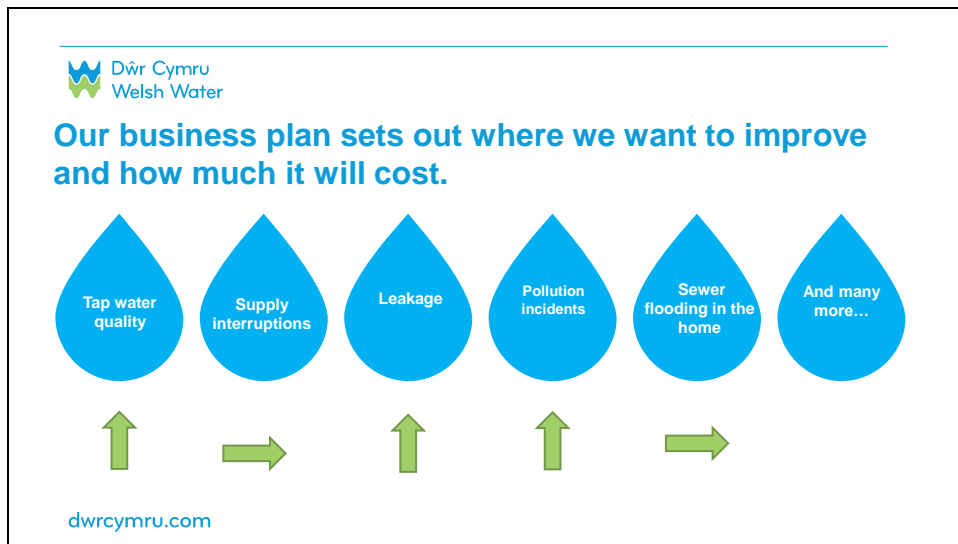 Dŵr Cymru
Welsh Water
Our business plan sets out where we want to improve
and how much it will cost.
Tap water
quality
Supply
interruptions
Leakage
Pollution
incidents
Sewer
flooding in the
home
And many
more…
dwrcymru.com